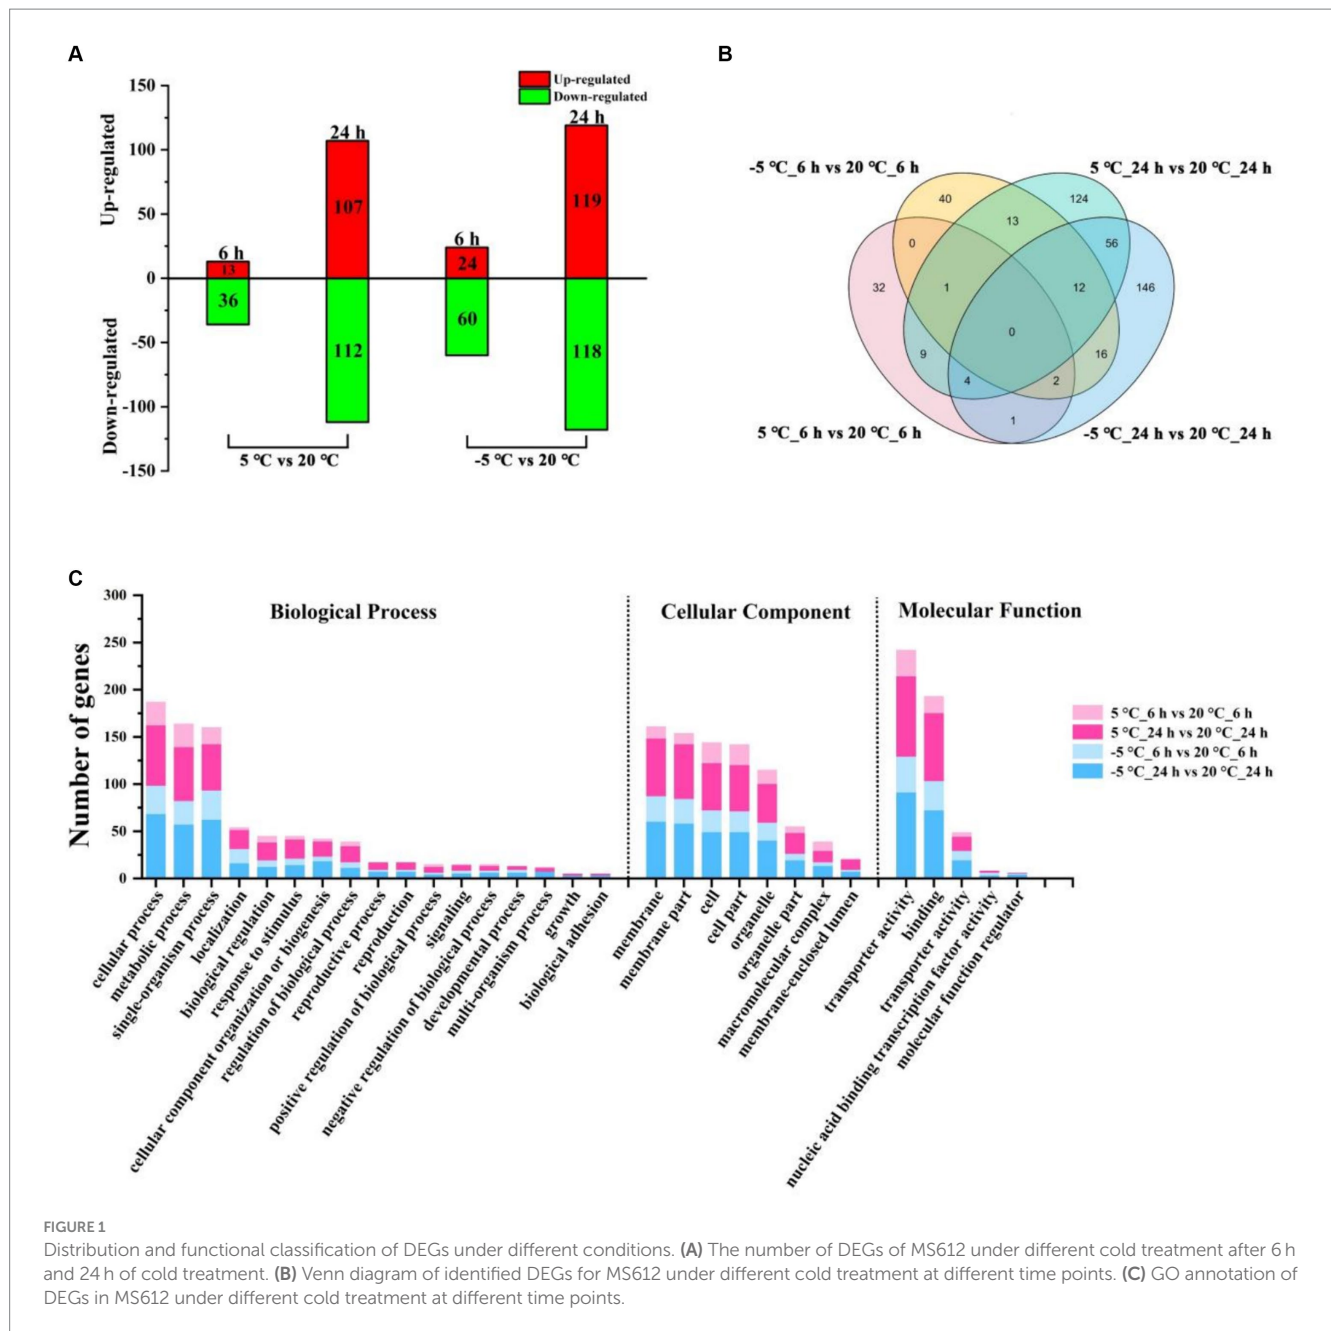 A
Up-regulated
Down-regulated
150
100
50
0
-50
-100
-150
Up-regulated
Down-regulated
6 h
13
36
24 h
107
112
6 h
24
60
24 h
119
118
5 °C vs 20 °C
-5 °C vs 20 °C
B
-5 °C_6 h vs 20 °C_6 h
5 °C_24 h vs 20 °C_24 h
40
124
13
0
56
32
1
12
146
0
9
16
4
2
1
5 °C_6 h vs 20 °C_6 h
-5 °C_24 h vs 20 °C_24 h
C
Number of genes
300
250
200
150
100
50
0
Biological Process
Cellular Component
Molecular Function
5 °C_6 h vs 20 °C_6 h
5 °C_24 h vs 20 °C_24 h
-5 °C_6 h vs 20 °C_6 h
-5 °C_24 h vs 20 °C_24 h
cellular process
metabolic process
single-organism process
localization
biological regulation
response to stimulus
cellular component organization or biogenesis
regulation of biological process
reproductive process
reproduction
positive regulation of biological process
signaling
negative regulation of biological process
developmental process
multi-organism process
growth
biological adhesion
membrane
membrane part
cell
cell part
organelle
organelle part
macromolecular complex
membrane-enclosed lumen
transporter activity
binding
transporter activity
nucleic acid binding transcription factor activity
molecular function regulator
FIGURE 1
Distribution and functional classification of DEGs under different conditions. (A) The number of DEGs of MS612 under different cold treatment after 6 h
and 24 h of cold treatment. (B) Venn diagram of identified DEGs for MS612 under different cold treatment at different time points. (C) GO annotation of
DEGs in MS612 under different cold treatment at different time points.